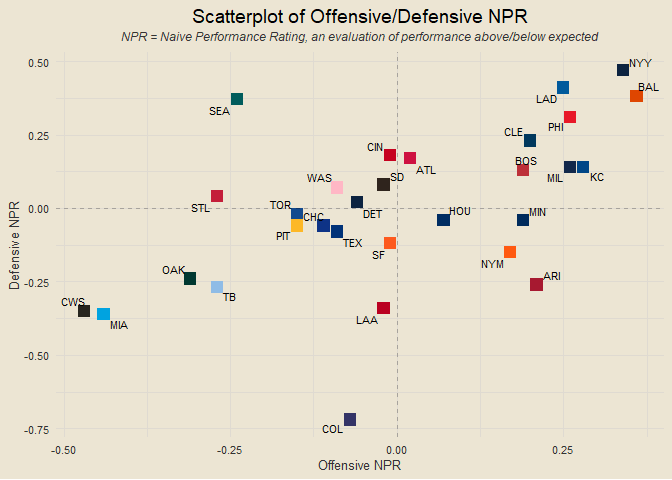 Scatterplot of Offensive/Defensive NPR
NPR = Naive Performance Rating, an evaluation of performance above/below expected
0.50
NYY
BAL
LAD
SEA
PHI
0.25
CLE
CIN
ATL
BOS
WAS
SD
MIL
KC
STL
0.00
TOR
CHC
DET
HOU
MIN
PIT
TEX
SF
NYM
OAK
ARI
-0.25
TB
CWS
MIA
LAA
-0.50
COL
-0.75
-0.50
-0.25
0.00
0.25
Offensive NPR
Defensive NPR